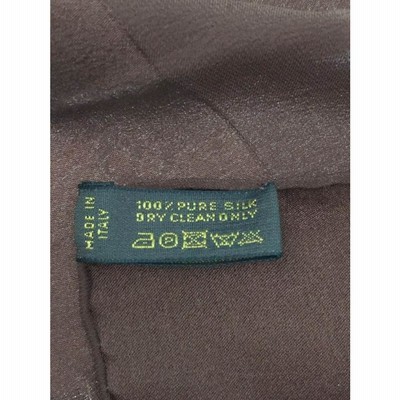 MADE IN
ITALY
100% PURE SILK
DRY CLEAN ONLY